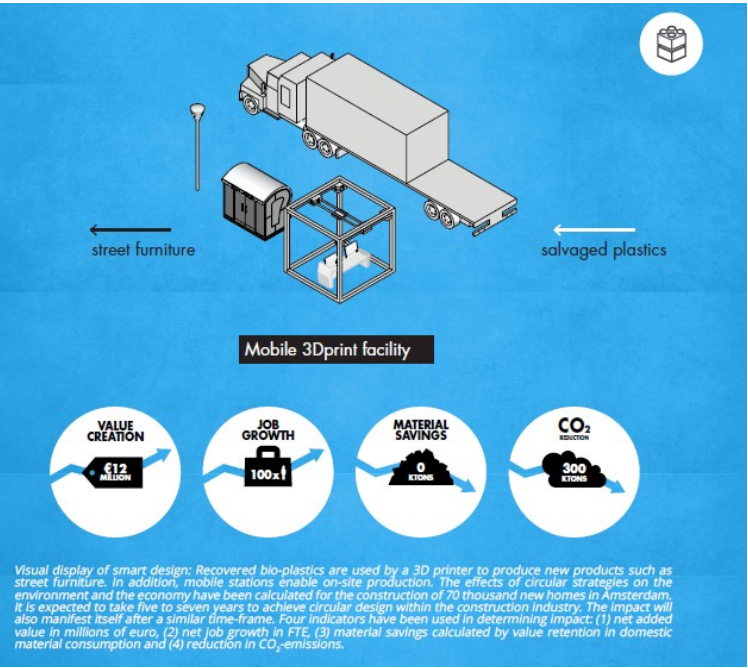 street furniture
salvaged plastics
Mobile 3Dprint facility
VALUE
CREATION
€12
MILLION
JOB
GROWTH
100x
MATERIAL
SAVINGS
0
KTONS
CO₂
REDUCTION
300
KTONS
Visual display of smart design: Recovered bio-plastics are used by a 3D printer to produce new products such as
street furniture. In addition, mobile stations enable on-site production. The effects of circular strategies on the
environment and the economy have been calculated for the construction of 70 thousand new homes in Amsterdam.
It is expected to take five to seven years to achieve circular design within the construction industry. The impact will
also manifest itself after a similar time-frame. Four indicators have been used in determining impact: (1) net added
value in millions of euro, (2) net job growth in FTE, (3) material savings calculated by value retention in domestic
material consumption and (4) reduction in CO₂-emissions.